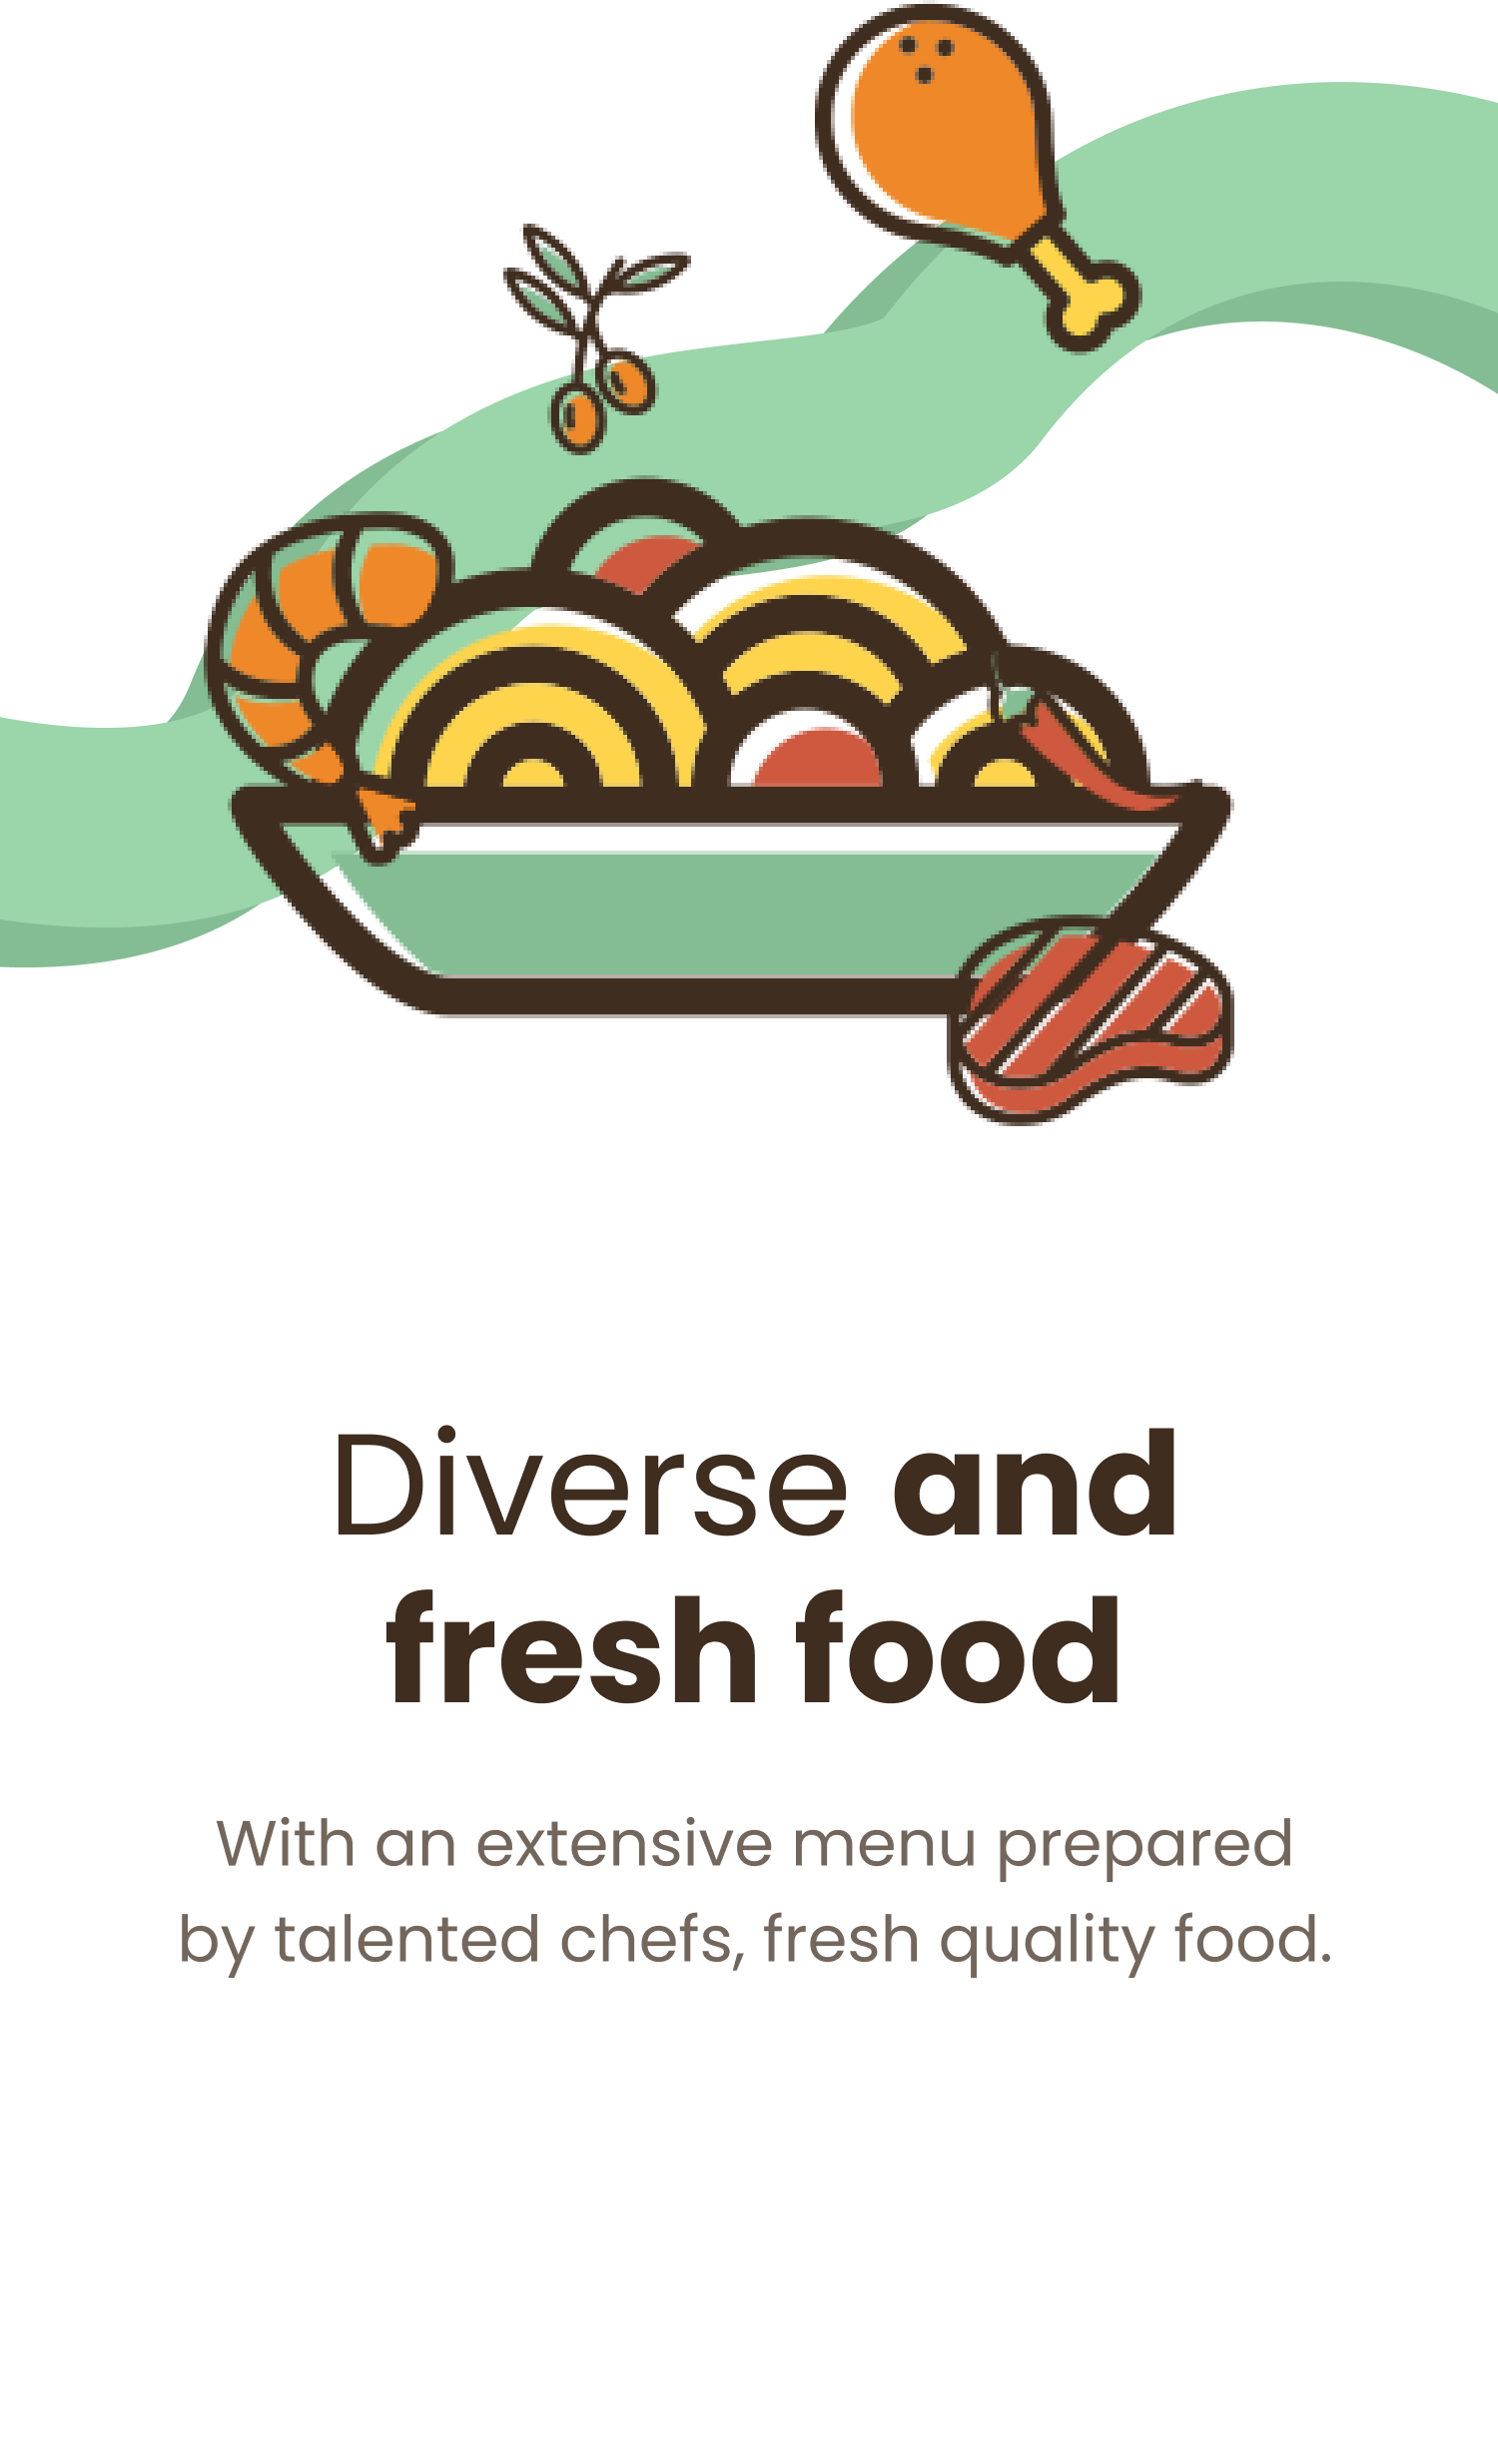 Diverse and
fresh food
With an extensive menu prepared
by talented chefs, fresh quality food.